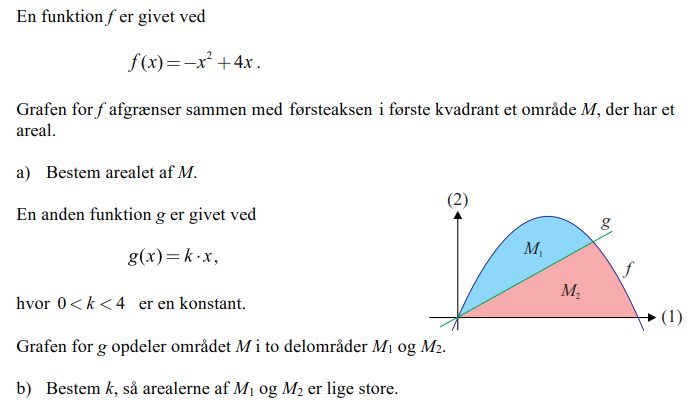 En funktion f er givet ved
f(x) = −x² + 4x .
Grafen for f afgrænser sammen med førsteaksen i første kvadrant et område M, der har et
areal.
a) Bestem arealet af M.
(2)
En anden funktion g er givet ved
g
g(x) = k · x,
M₁
f
M₂
hvor 0 < k < 4 er en konstant.
(1)
Grafen for g opdeler området M i to delområder M₁ og M₂.
b) Bestem k, så arealerne af M₁ og M₂ er lige store.